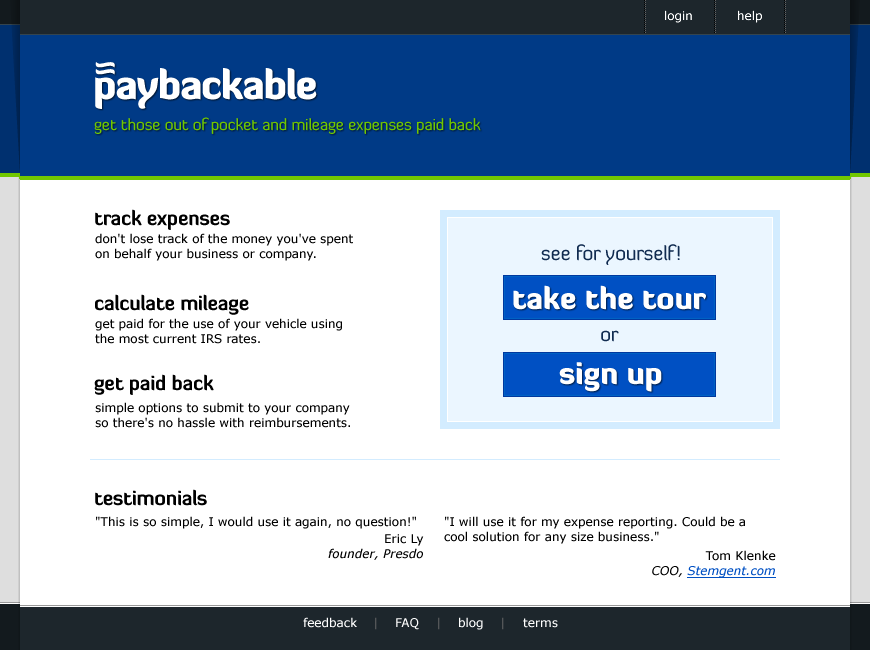 login help
paybackable
get those out of pocket and mileage expenses paid back
track expenses
don't lose track of the money you've spent
on behalf your business or company.
calculate mileage
get paid for the use of your vehicle using
the most current IRS rates.
get paid back
simple options to submit to your company
so there's no hassle with reimbursements.
see for yourself!
take the tour
or
sign up
testimonials
"This is so simple, I would use it again, no question!"
Eric Ly
founder, Presdo
"I will use it for my expense reporting. Could be a
cool solution for any size business."
Tom Klenke
COO, Stemgent.com
feedback | FAQ | blog | terms